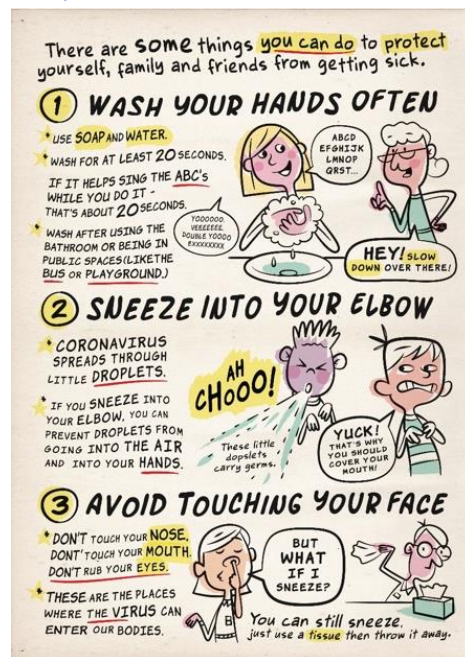 There are some things you can do to protect
yourself, family and friends from getting sick.
1 WASH YOUR HANDS OFTEN
* USE SOAP AND WATER.
* WASH FOR AT LEAST 20 SECONDS.
IF IT HELPS SING THE ABC's
WHILE YOU DO IT -
THAT'S ABOUT 20 SECONDS.
* WASH AFTER USING THE
BATHROOM OR BEING IN
PUBLIC SPACES (LIKE THE
BUS OR PLAYGROUND.)
ABCD
EFGHIJK
LMNOP
QRST...
YOOOOOO.
VEEEEEEE
DOUBLE YOOOO
EXXXXXXXX
HEY! SLOW
DOWN OVER THERE!
2 SNEEZE INTO YOUR ELBOW
* CORONAVIRUS
SPREADS THROUGH
LITTLE DROPLETS.
* IF YOU SNEEZE INTO
YOUR ELBOW, YOU CAN
PREVENT DROPLETS FROM
GOING INTO THE AIR
AND INTO YOUR HANDS.
AH
CHOOO!
These little
dopslets
carry germs.
YUCK!
THAT'S WHY
YOU SHOULD
COVER YOUR
MOUTH!
3 AVOID TOUCHING YOUR FACE
* DON'T TOUCH YOUR NOSE.
DONT' TOUCH YOUR MOUTH.
DON'T RUB YOUR EYES.
* THESE ARE THE PLACES
WHERE THE VIRUS CAN
ENTER OUR BODIES.
BUT
WHAT
IF I
SNEEZE?
You can still sneeze,
just use a tissue then throw it away.